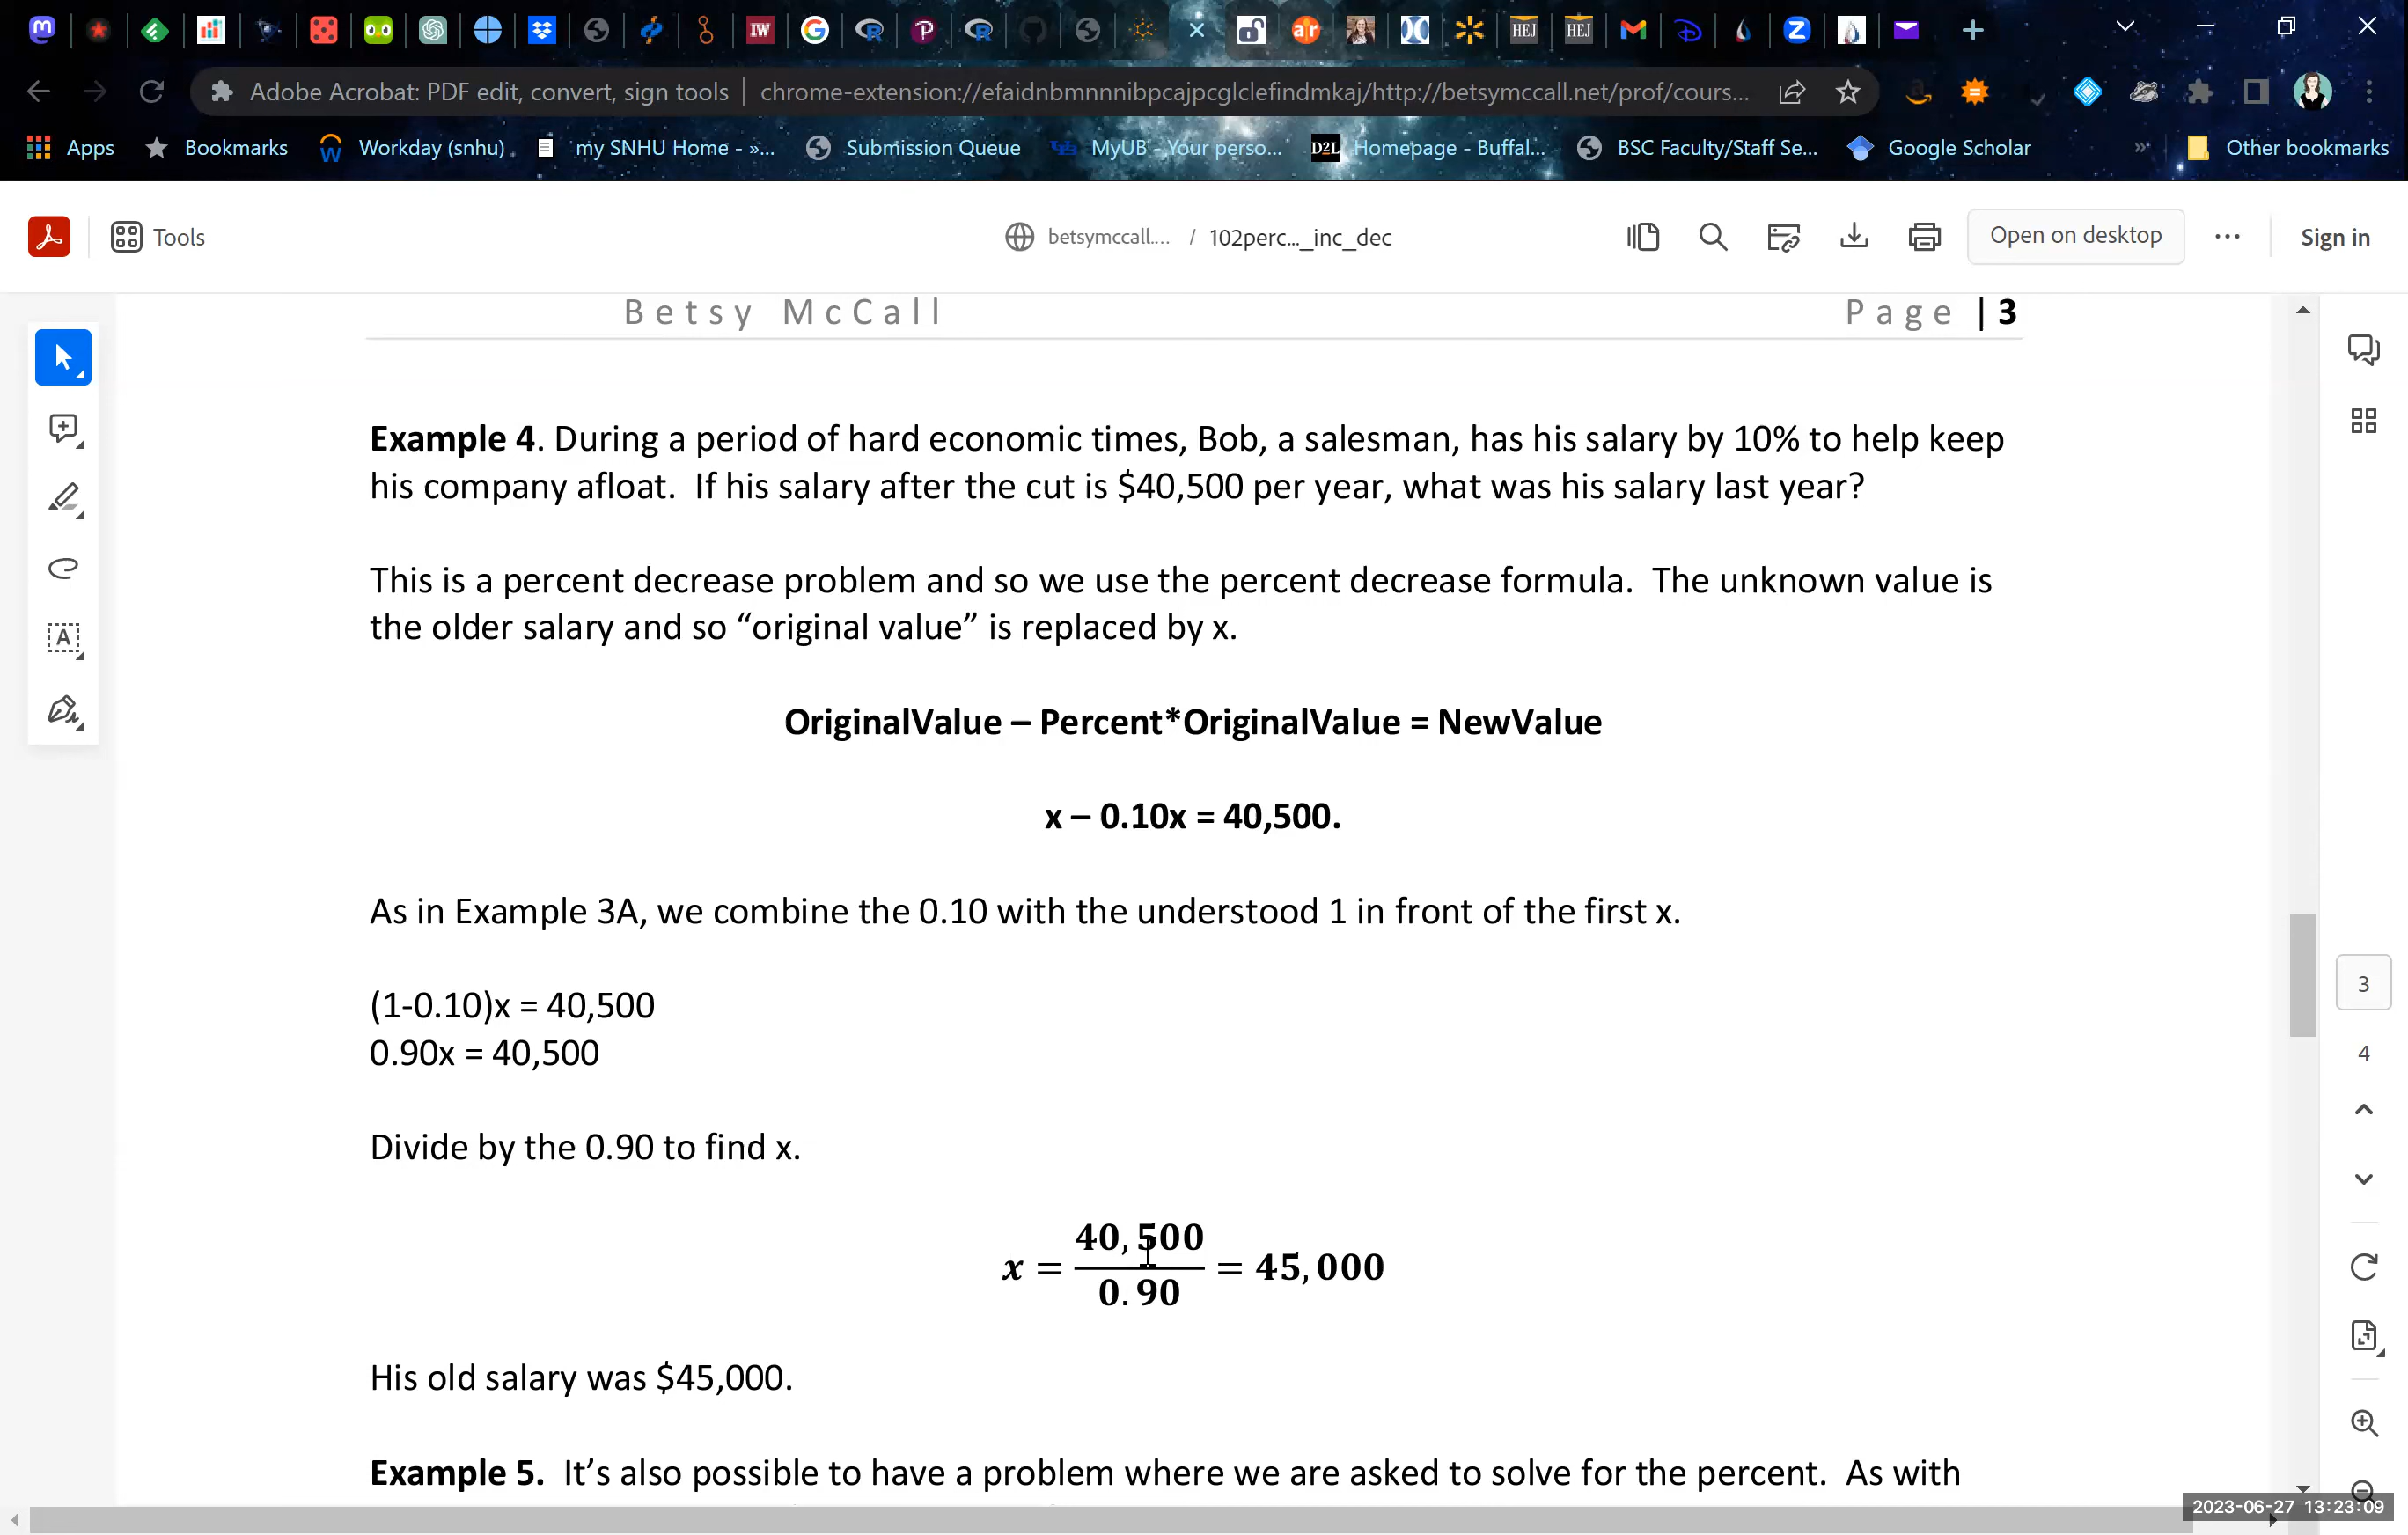 IW G ar HEJ HEJ Z
Adobe Acrobat: PDF edit, convert, sign tools | chrome-extension://efaidnbmnnnibpcajpcglclefindmkaj/http://betsymccall.net/prof/cours...
Apps Bookmarks Workday (snhu) my SNHU Home - »... Submission Queue MyUB - Your perso... D2L Homepage - Buffal... BSC Faculty/Staff Se... Google Scholar » Other bookmarks
Tools betsymccall.... / 102perc..._inc_dec Open on desktop ... Sign in
Betsy McCall Page | 3
Example 4. During a period of hard economic times, Bob, a salesman, has his salary by 10% to help keep
his company afloat. If his salary after the cut is $40,500 per year, what was his salary last year?
This is a percent decrease problem and so we use the percent decrease formula. The unknown value is
the older salary and so “original value” is replaced by x.
OriginalValue – Percent*OriginalValue = NewValue
x – 0.10x = 40,500.
As in Example 3A, we combine the 0.10 with the understood 1 in front of the first x.
(1-0.10)x = 40,500
0.90x = 40,500
3
4
Divide by the 0.90 to find x.
x = 40,500 / 0.90 = 45,000
His old salary was $45,000.
Example 5. It’s also possible to have a problem where we are asked to solve for the percent. As with
2023-06-27 13:23:09